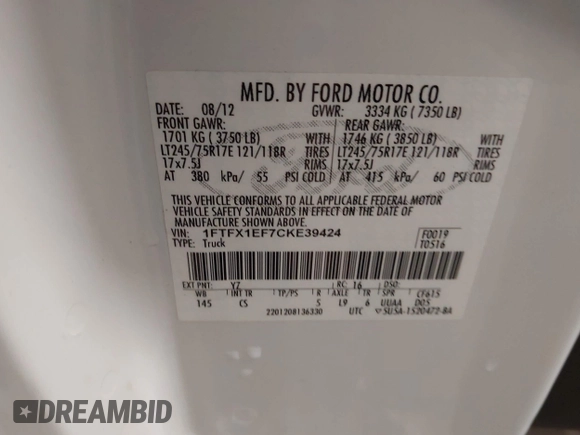 MFD. BY FORD MOTOR CO.
DATE: 08/12 GVWR: 3334 KG ( 7350 LB)
FRONT GAWR: REAR GAWR:
1701 KG ( 3750 LB) WITH 1746 KG ( 3850 LB) WITH
LT245/75R17E 121/118R TIRES LT245/75R17E 121/118R TIRES
17x7.5J RIMS 17x7.5J RIMS
AT 380 kPa/ 55 PSI COLD AT 415 kPa/ 60 PSI COLD
THIS VEHICLE CONFORMS TO ALL APPLICABLE FEDERAL MOTOR
VEHICLE SAFETY STANDARDS IN EFFECT ON THE DATE OF MANUFACTURE
SHOWN ABOVE.
VIN: 1FTFX1EF7CKE39424 F0019
TYPE: Truck T0516
EXT PNT: YZ RC: 16 DSO:
WB INT TR TP/PS R AXLE TR SPR CF615
145 CS 5 L9 6 UUAA D05
2201208136330 UTC SUSA-1520472-BA
DREAMBID